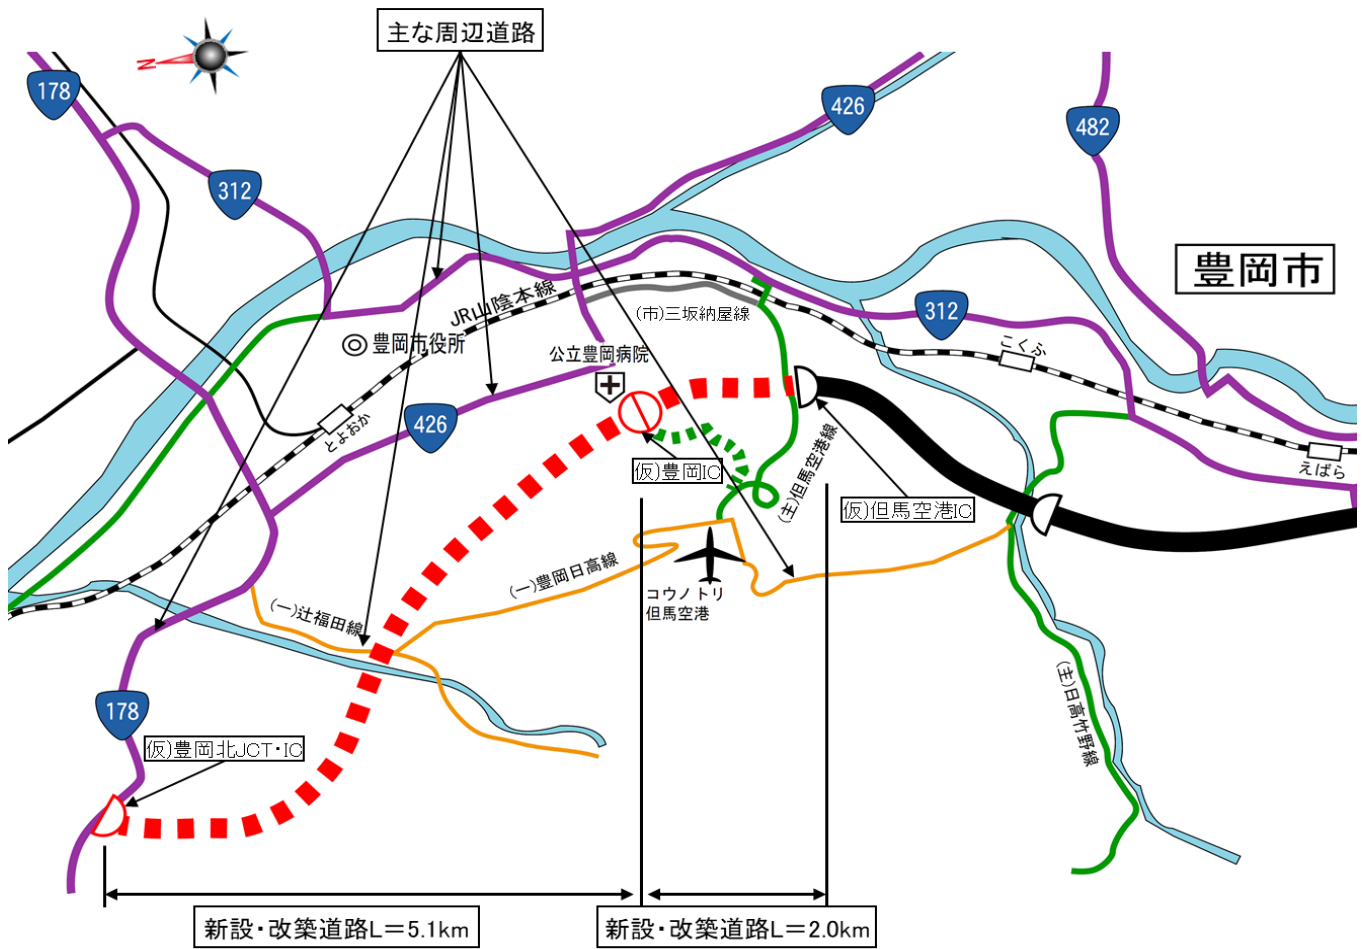 主な周辺道路
N
178
426
482
312
豊岡市
JR山陰本線
(市)三坂納屋線
312
こくふ
豊岡市役所
公立豊岡病院
とよおか
426
(主)但馬空港線
えばら
仮)豊岡IC
仮)但馬空港IC
(一)豊岡日高線
コウノトリ
但馬空港
(一)辻福田線
(主)日高竹野線
178
仮)豊岡北JCT・IC
新設・改築道路L＝5.1km
新設・改築道路L＝2.0km